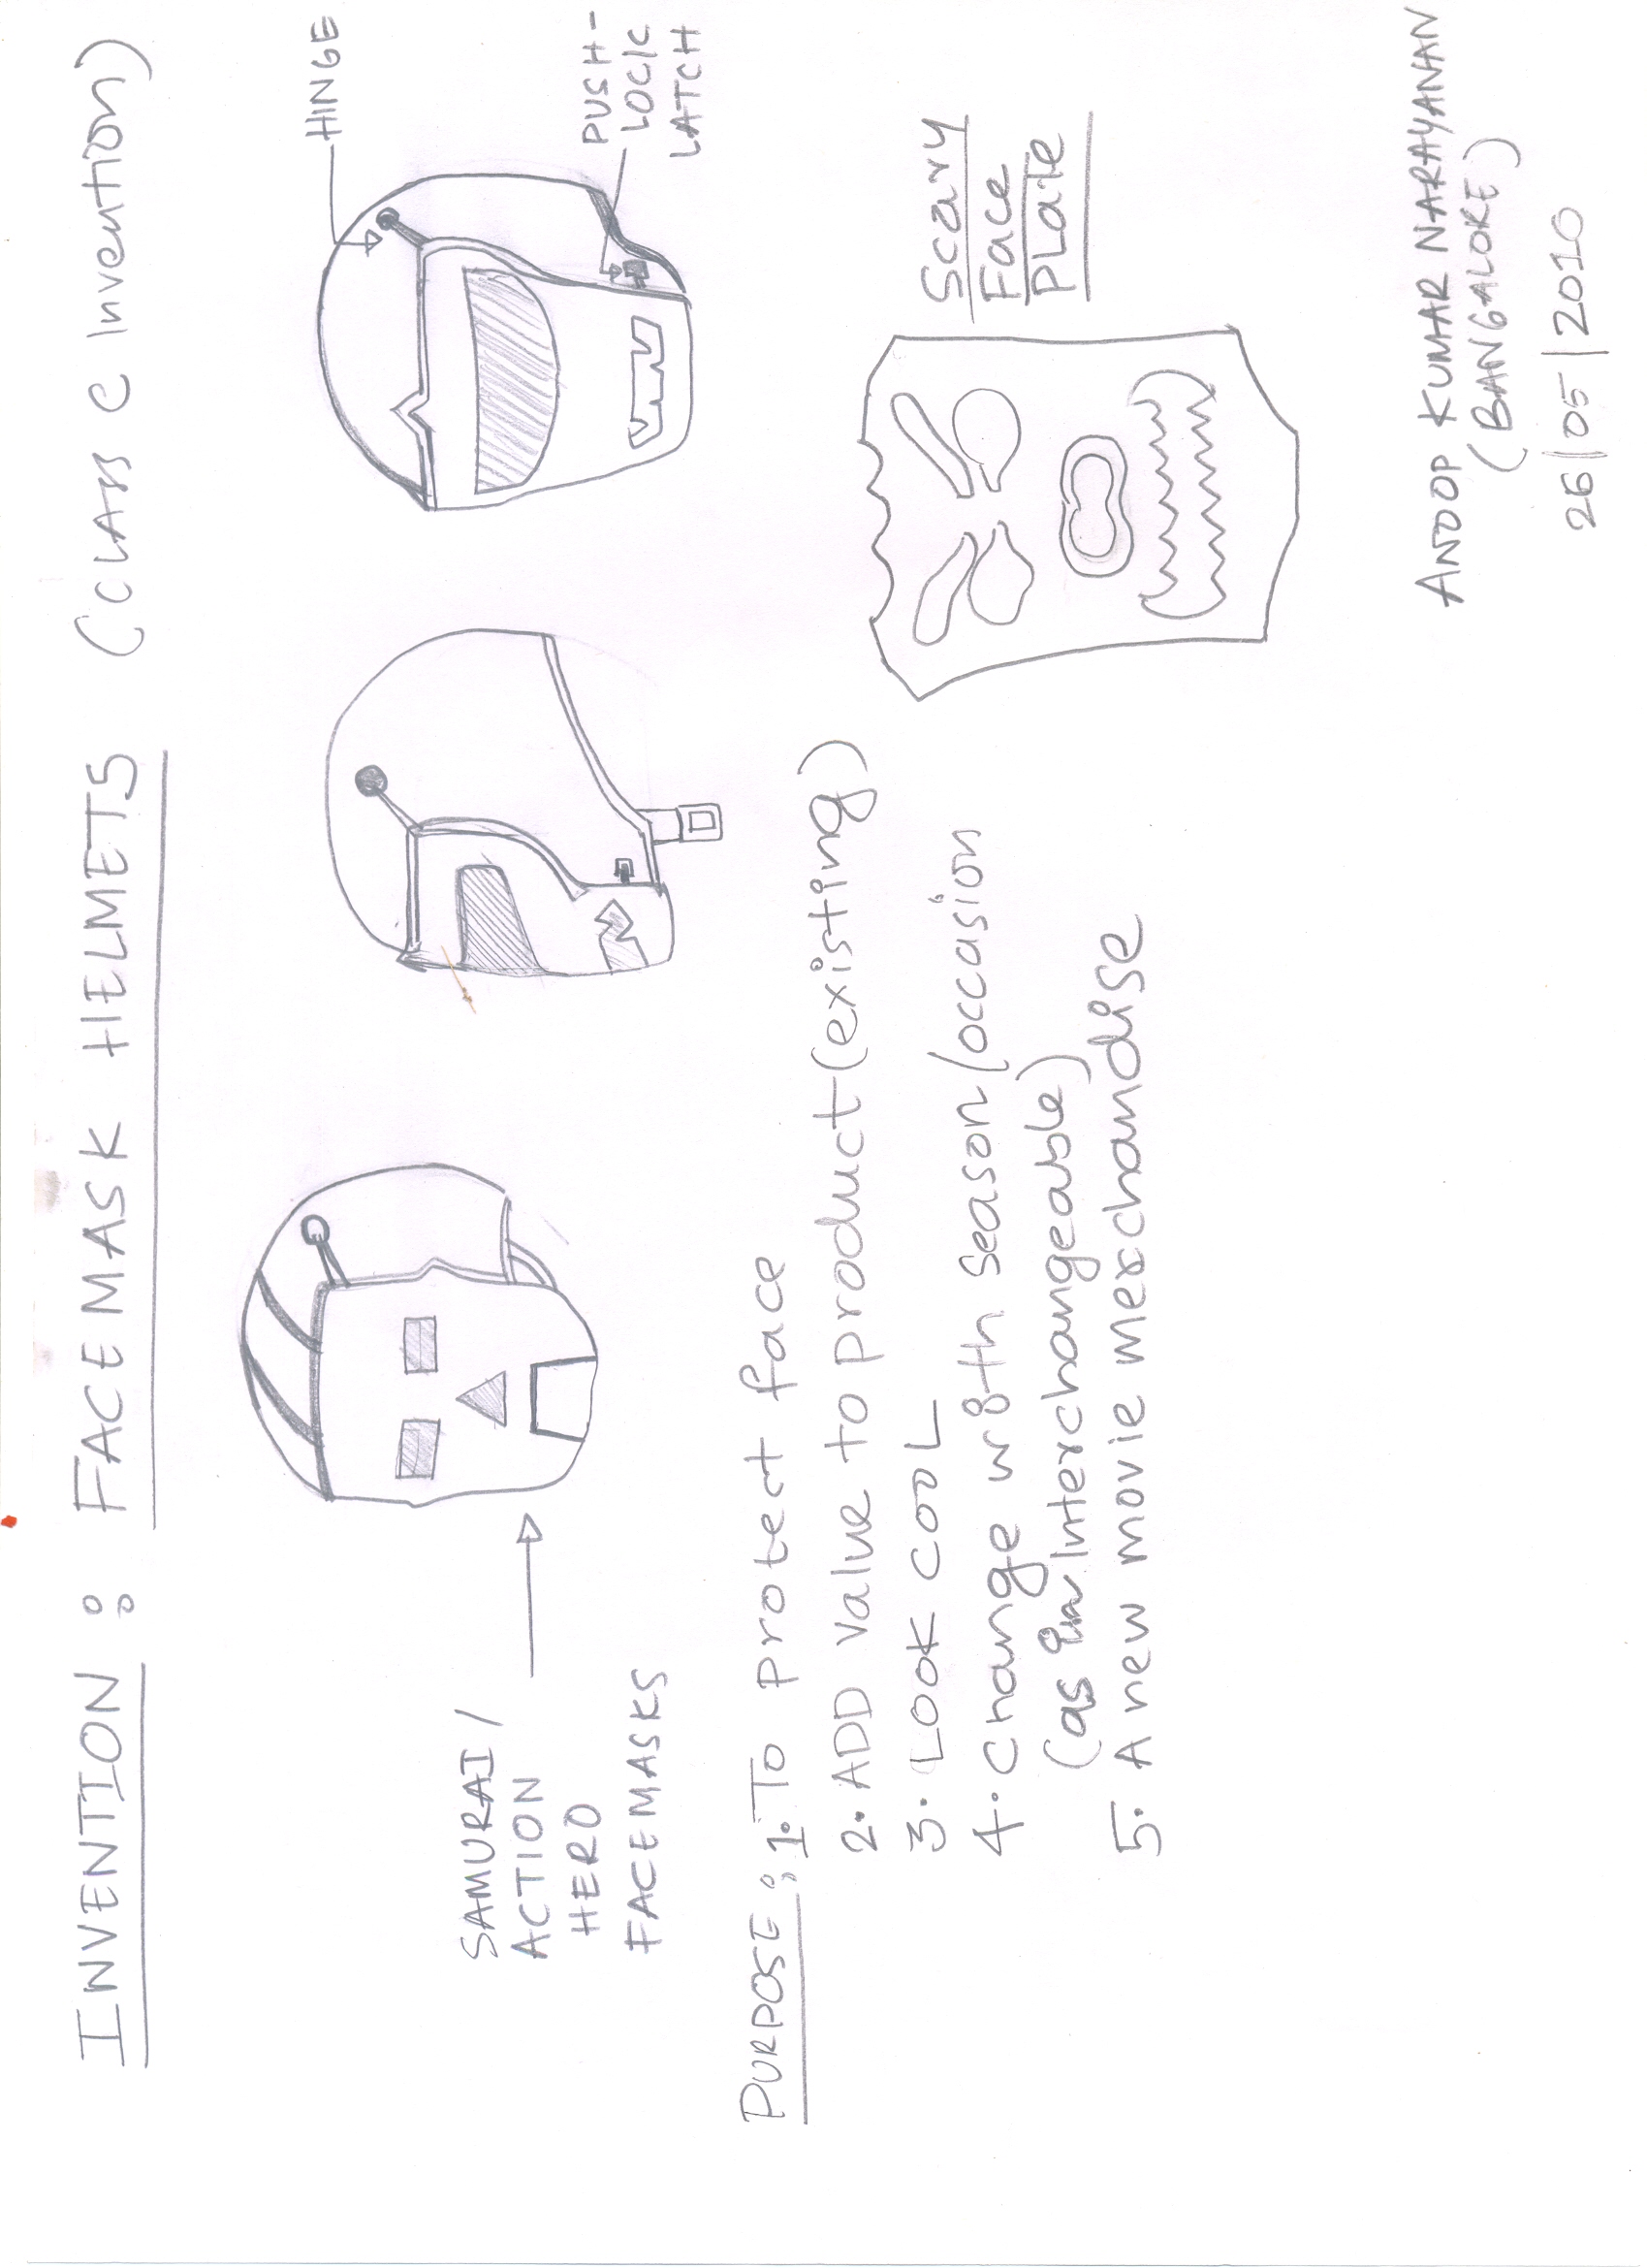 INVENTION : FACEMASK HELMETS (CLASS C Invention)
HINGE
PUSH-
LOCK
LATCH
SAMURAI /
ACTION
HERO
FACEMASKS
Scary
Face
PLate
PURPOSE : 1. TO Protect face
2. ADD value to product (existing)
3. LOOK COOL
4. Change with season/occasion
(as in interchangeable)
5. A new movie merchandise
ANOOP KUMAR NARAYANAN
(BANGALORE)
26/05/2010